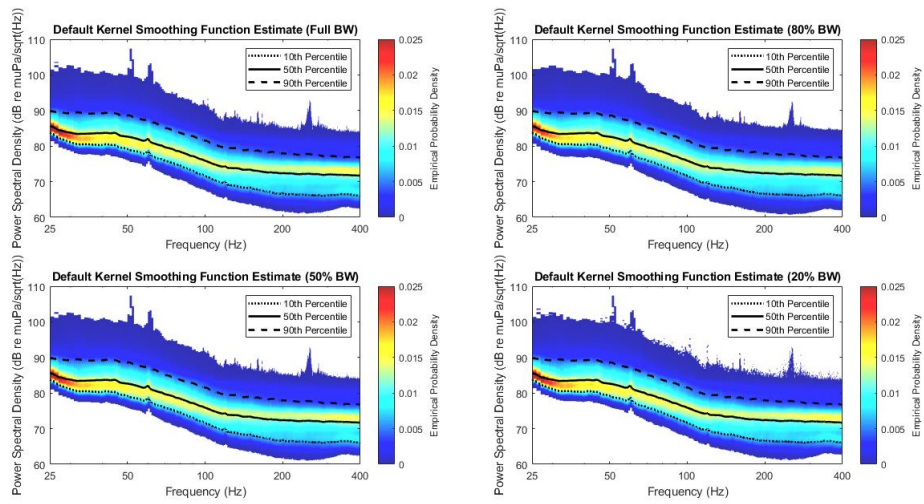 Default Kernel Smoothing Function Estimate (Full BW)
Power Spectral Density (dB re muPa/sqrt(Hz))
110
100
90
80
70
60
25
50
100
200
400
Frequency (Hz)
10th Percentile
50th Percentile
90th Percentile
0.025
0.02
0.015
0.01
0.005
0
Empirical Probability Density
Default Kernel Smoothing Function Estimate (80% BW)
Power Spectral Density (dB re muPa/sqrt(Hz))
110
100
90
80
70
60
25
50
100
200
400
Frequency (Hz)
10th Percentile
50th Percentile
90th Percentile
0.025
0.02
0.015
0.01
0.005
0
Empirical Probability Density
Default Kernel Smoothing Function Estimate (50% BW)
Power Spectral Density (dB re muPa/sqrt(Hz))
110
100
90
80
70
60
25
50
100
200
400
Frequency (Hz)
10th Percentile
50th Percentile
90th Percentile
0.025
0.02
0.015
0.01
0.005
0
Empirical Probability Density
Default Kernel Smoothing Function Estimate (20% BW)
Power Spectral Density (dB re muPa/sqrt(Hz))
110
100
90
80
70
60
25
50
100
200
400
Frequency (Hz)
10th Percentile
50th Percentile
90th Percentile
0.025
0.02
0.015
0.01
0.005
0
Empirical Probability Density